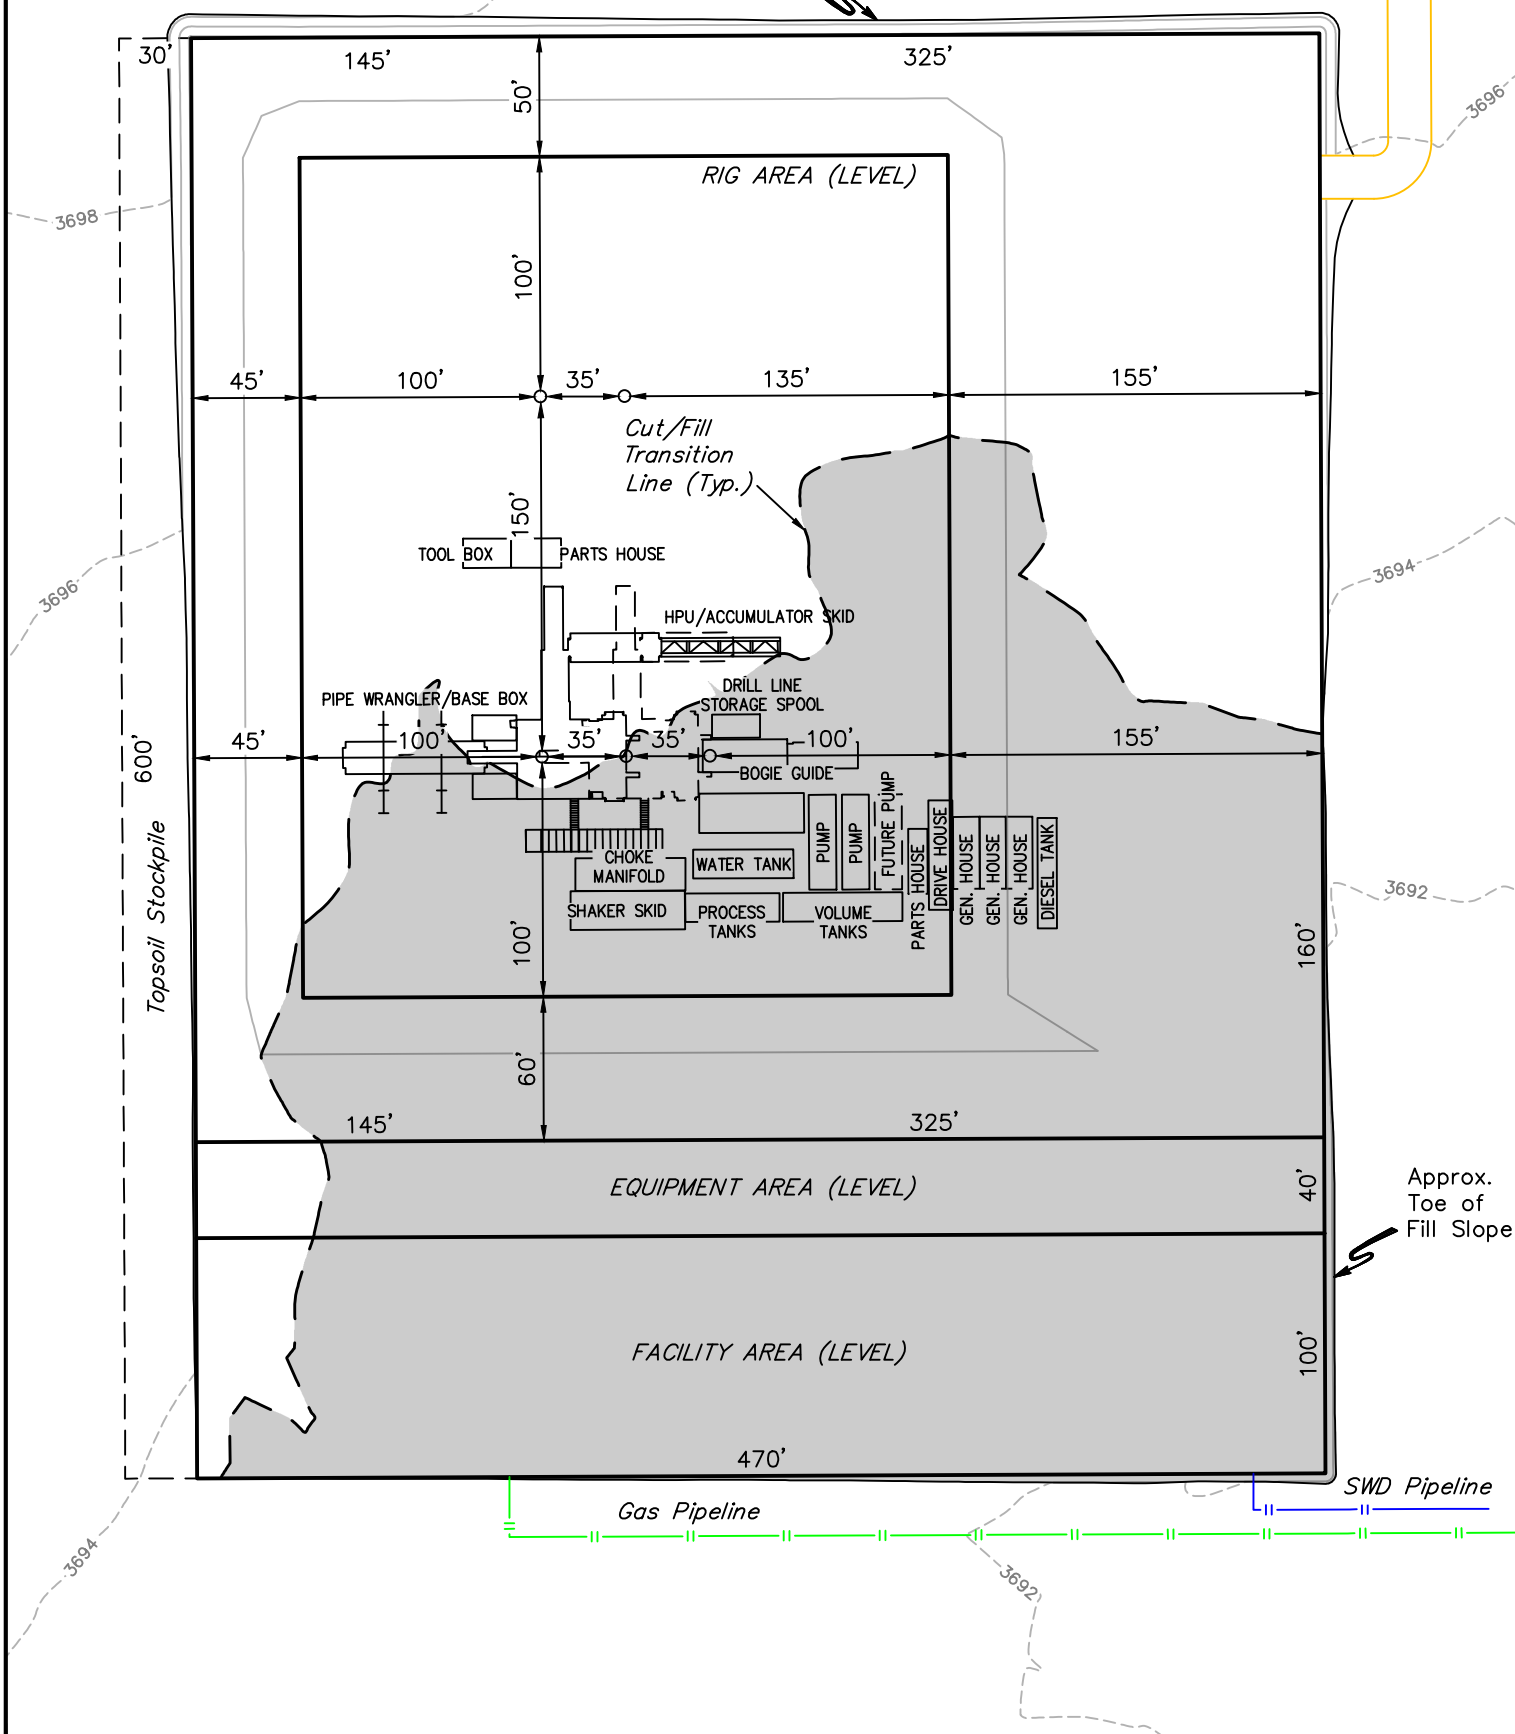 30'
145'
325'
50'
3696
RIG AREA (LEVEL)
3698
100'
45'
100'
35'
135'
155'
Cut/Fill
Transition
Line (Typ.)
150'
TOOL BOX
PARTS HOUSE
3694
3696
HPU/ACCUMULATOR SKID
DRILL LINE
STORAGE SPOOL
PIPE WRANGLER/BASE BOX
600'
45'
100'
35'
35'
100'
155'
BOGIE GUIDE
Topsoil Stockpile
CHOKE
MANIFOLD
WATER TANK
PUMP
PUMP
FUTURE PUMP
PARTS HOUSE
DRIVE HOUSE
GEN. HOUSE
GEN. HOUSE
GEN. HOUSE
DIESEL TANK
3692
SHAKER SKID
PROCESS
TANKS
VOLUME
TANKS
100'
160'
60'
145'
325'
EQUIPMENT AREA (LEVEL)
40'
Approx.
Toe of
Fill Slope
FACILITY AREA (LEVEL)
100'
470'
Gas Pipeline
SWD Pipeline
3694
3692